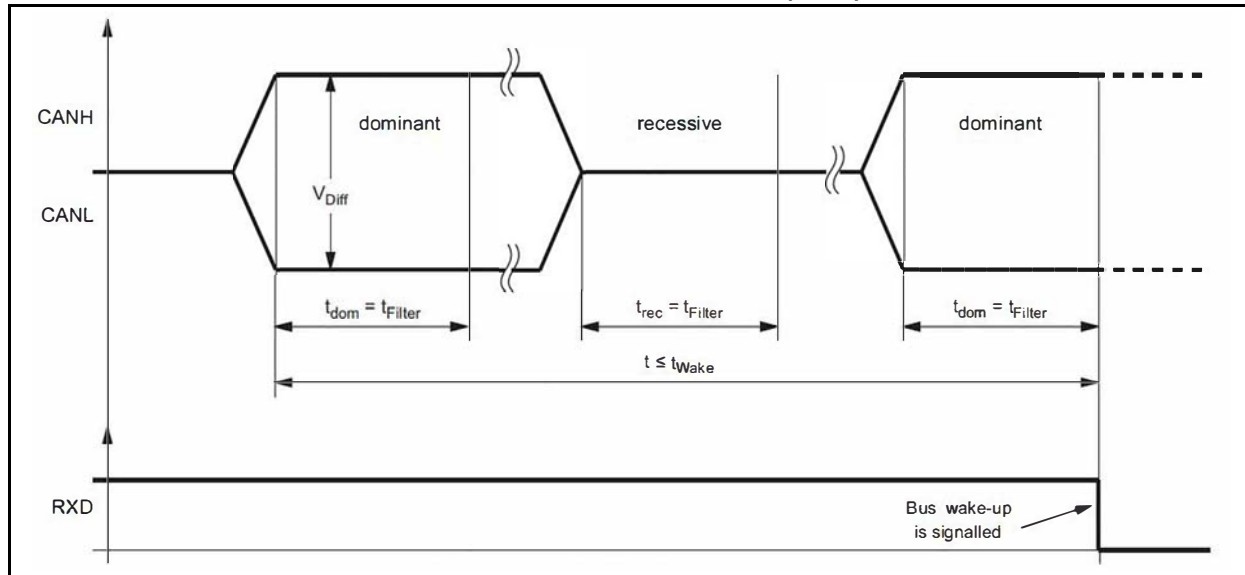 CANH
dominant
recessive
dominant
V_Diff
CANL
t_dom = t_Filter
t_rec = t_Filter
t_dom = t_Filter
t ≤ t_Wake
RXD
Bus wake-up
is signalled